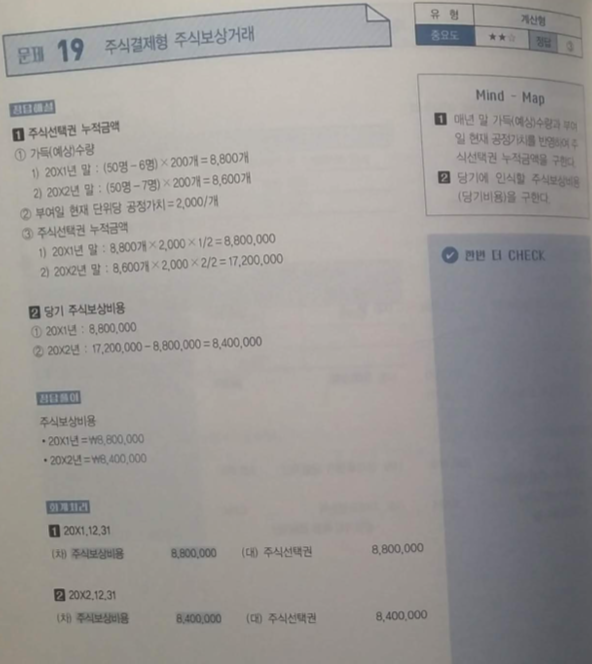 문제 19 주식결제형 주식보상거래
유 형 계산형
중요도 ★★☆ 정답 ③
정답해설
1 주식선택권 누적금액
① 가득(예상)수량
1) 20X1년 말 : (50명-6명)×200개=8,800개
2) 20X2년 말 : (50명-7명)×200개=8,600개
② 부여일 현재 단위당 공정가치=2,000/개
③ 주식선택권 누적금액
1) 20X1년 말 : 8,800개×2,000×1/2=8,800,000
2) 20X2년 말 : 8,600개×2,000×2/2=17,200,000
2 당기 주식보상비용
① 20X1년 : 8,800,000
② 20X2년 : 17,200,000-8,800,000=8,400,000
정답풀이
주식보상비용
• 20X1년=₩8,800,000
• 20X2년=₩8,400,000
회계처리
1 20X1.12.31
(차) 주식보상비용 8,800,000 (대) 주식선택권 8,800,000
2 20X2.12.31
(차) 주식보상비용 8,400,000 (대) 주식선택권 8,400,000
Mind - Map
1 매년 말 가득(예상)수량과 부여
일 현재 공정가치를 반영하여 주
식선택권 누적금액을 구한다.
2 당기에 인식할 주식보상비용
(당기비용)을 구한다.
한번 더 CHECK